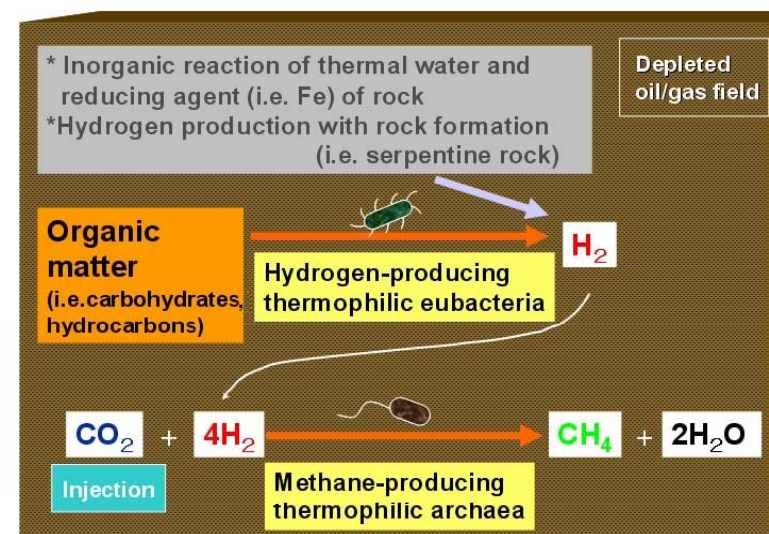 * Inorganic reaction of thermal water and
reducing agent (i.e. Fe) of rock
*Hydrogen production with rock formation
(i.e. serpentine rock)
Depleted
oil/gas field
Organic
matter
(i.e.carbohydrates,
hydrocarbons)
H₂
Hydrogen-producing
thermophilic eubacteria
CO₂ + 4H₂ CH₄ + 2H₂O
Injection
Methane-producing
thermophilic archaea